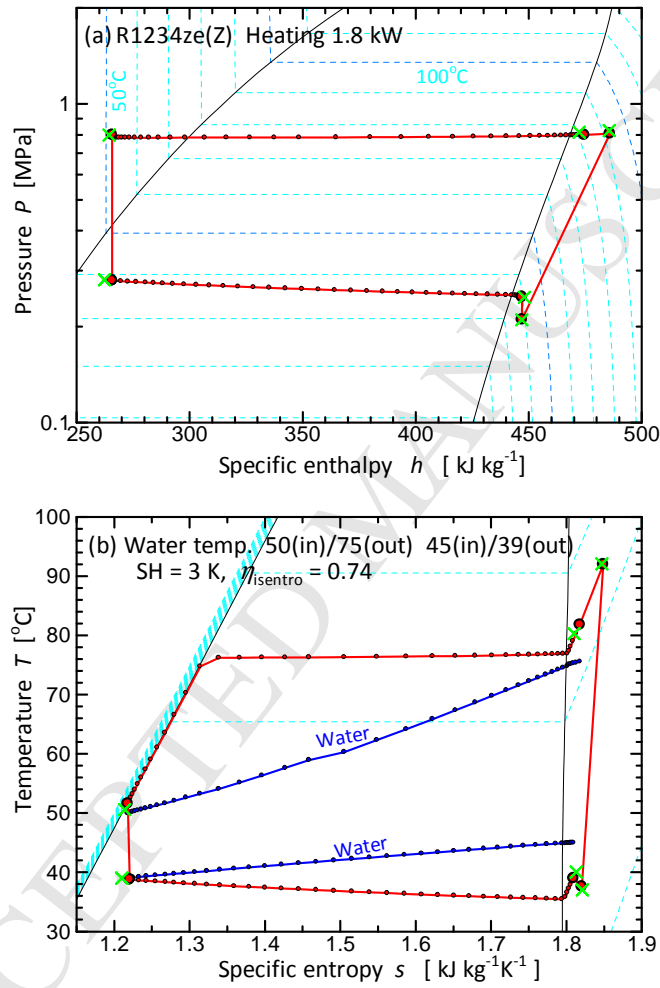 (a) R1234ze(Z) Heating 1.8 kW
50°C
100°C
1
0.1
Pressure P [MPa]
250 300 350 400 450 500
Specific enthalpy h [ kJ kg-1]
(b) Water temp. 50(in)/75(out) 45(in)/39(out)
SH = 3 K, ηisentro = 0.74
100
90
80
70
60
50
40
30
Temperature T [°C]
Water
Water
1.2 1.3 1.4 1.5 1.6 1.7 1.8 1.9
Specific entropy s [ kJ kg-1K-1 ]
CEPTED MANUSC